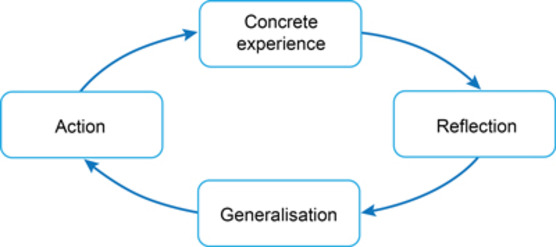 Concrete
experience
Reflection
Generalisation
Action